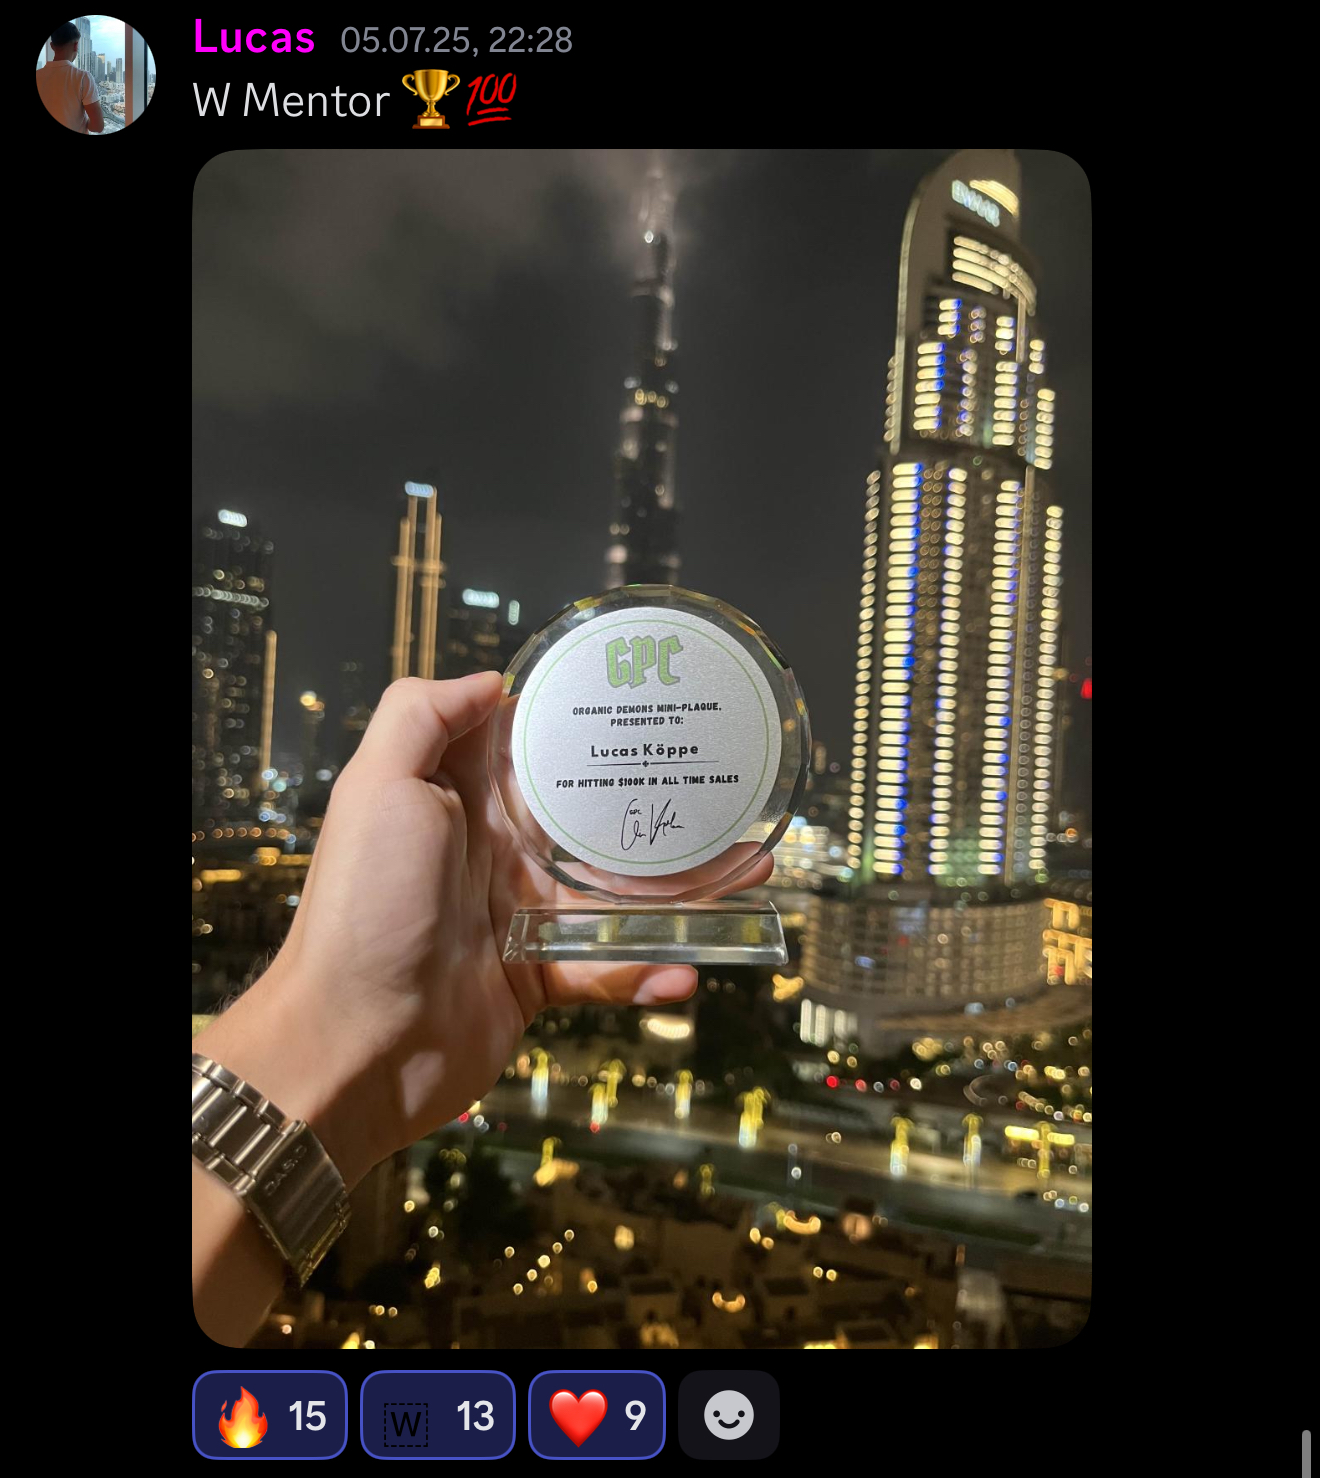 Lucas 05.07.25, 22:28
W Mentor 🏆💯
GPC
ORGANIC DEMONS MINI-PLAQUE.
PRESENTED TO:
Lucas Köppe
FOR HITTING $100K IN ALL TIME SALES
CASIO
🔥 15 W 13 ❤️ 9